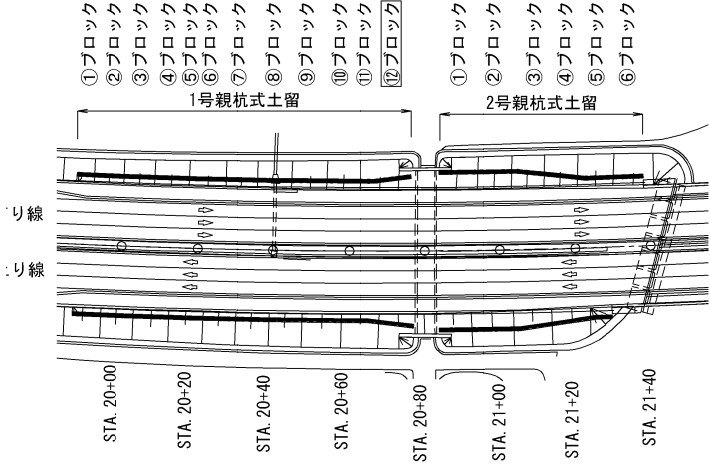 ①ブロック
②ブロック
③ブロック
④ブロック
⑤ブロック
⑥ブロック
⑦ブロック
⑧ブロック
⑨ブロック
⑩ブロック
⑪ブロック
⑫ブロック
①ブロック
②ブロック
③ブロック
④ブロック
⑤ブロック
⑥ブロック
1号親杭式土留
2号親杭式土留
り線
り線
STA. 20+00
STA. 20+20
STA. 20+40
STA. 20+60
STA. 20+80
STA. 21+00
STA. 21+20
STA. 21+40